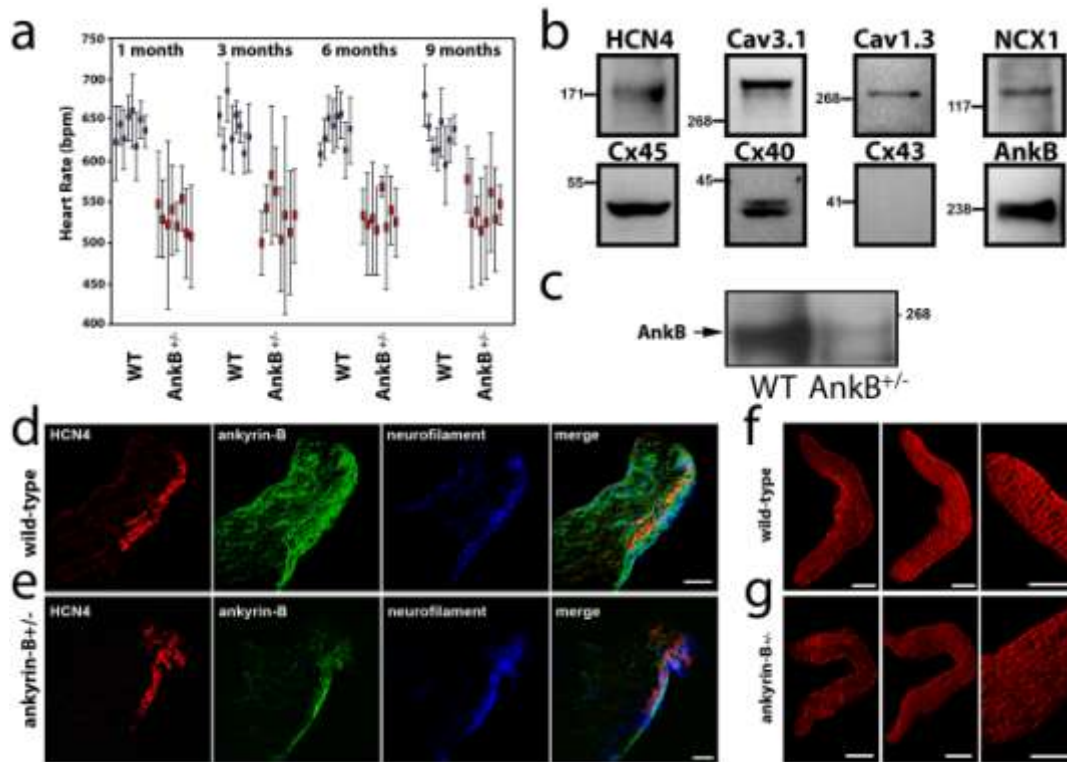 a
750
700
650
600
550
500
450
400
Heart Rate (bpm)
1 month
3 months
6 months
9 months
WT
AnkB+/-
WT
AnkB+/-
WT
AnkB+/-
WT
AnkB+/-
b
HCN4
Cav3.1
Cav1.3
NCX1
171
268
268
117
Cx45
Cx40
Cx43
AnkB
45
41
238
c
AnkB
268
WT AnkB+/-
d
wild-type
HCN4
ankyrin-B
neurofilament
merge
e
ankyrin-B+/-
HCN4
ankyrin-B
neurofilament
merge
f
wild-type
g
ankyrin-B+/-